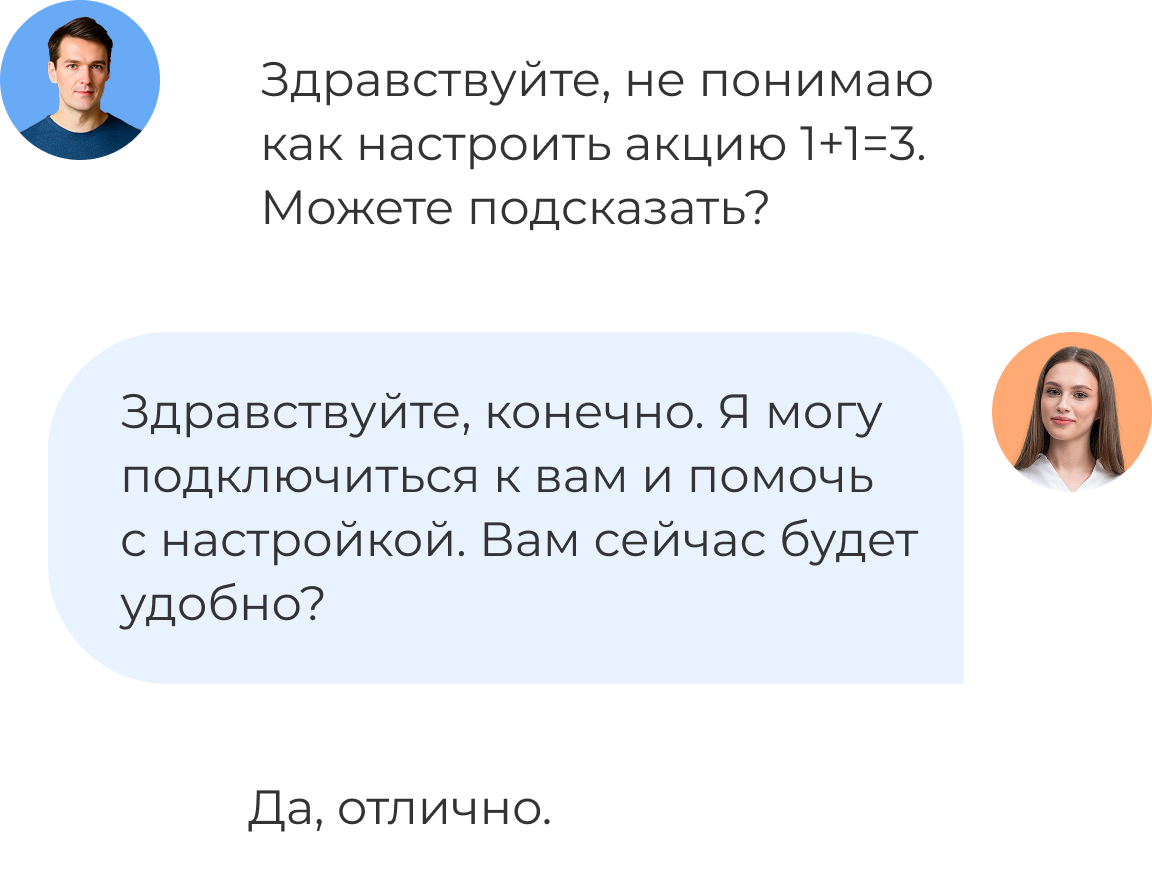 Здравствуйте, не понимаю
как настроить акцию 1+1=3.
Можете подсказать?
Здравствуйте, конечно. Я могу
подключиться к вам и помочь
с настройкой. Вам сейчас будет
удобно?
Да, отлично.